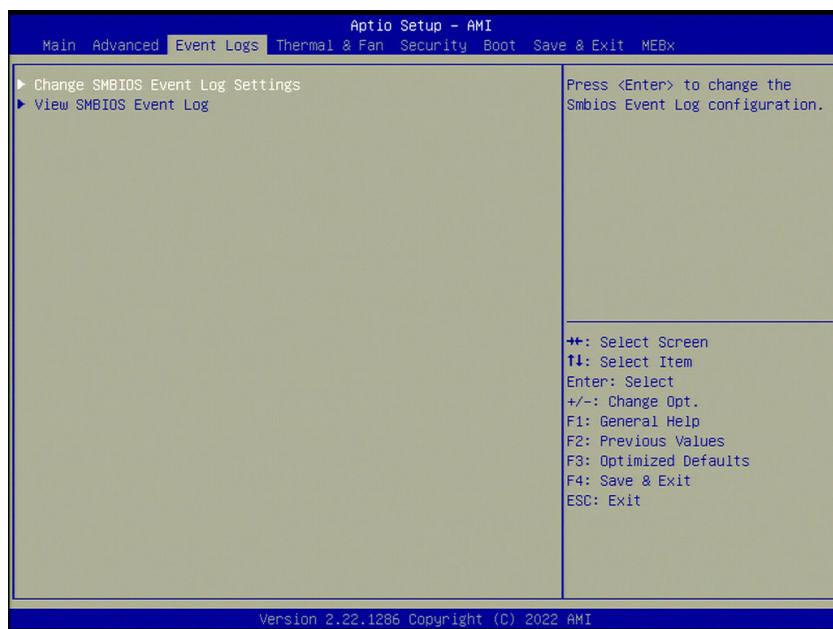 Aptio Setup – AMI
Main Advanced Event Logs Thermal & Fan Security Boot Save & Exit MEBx
▶ Change SMBIOS Event Log Settings
▶ View SMBIOS Event Log
Press <Enter> to change the
Smbios Event Log configuration.
→←: Select Screen
↑↓: Select Item
Enter: Select
+/-: Change Opt.
F1: General Help
F2: Previous Values
F3: Optimized Defaults
F4: Save & Exit
ESC: Exit
Version 2.22.1286 Copyright (C) 2022 AMI